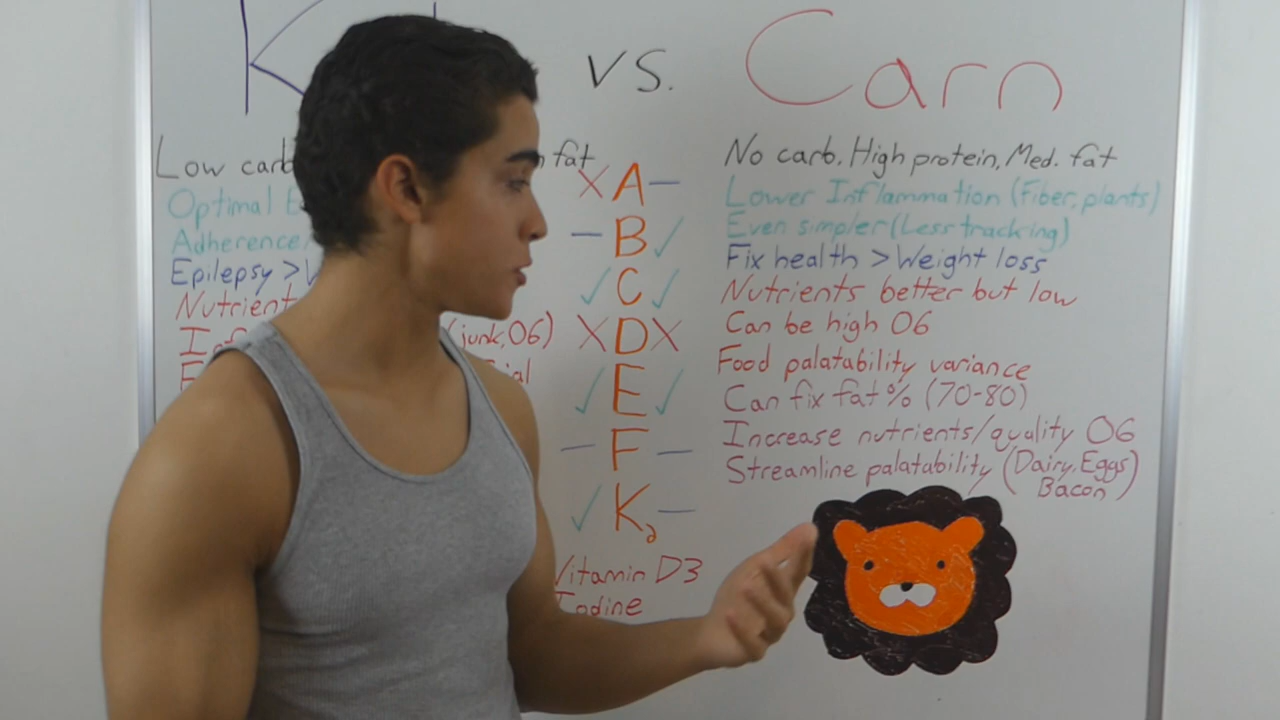 K vs. Carn
Low carb fat
Optimal
Adherence
Epilepsy >
Nutrient
(junk, O6)
X A –
– B ✓
✓ C ✓
X D X
✓ E ✓
– F –
✓ K2 –
Vitamin D3
Iodine
No carb. High protein, Med. fat
Lower Inflammation (Fiber, plants)
Even simpler (Less tracking)
Fix health > Weight loss
Nutrients better but low
Can be high O6
Food palatability variance
Can fix fat % (70-80)
Increase nutrients/quality O6
Streamline palatability (Dairy, Eggs)
Bacon